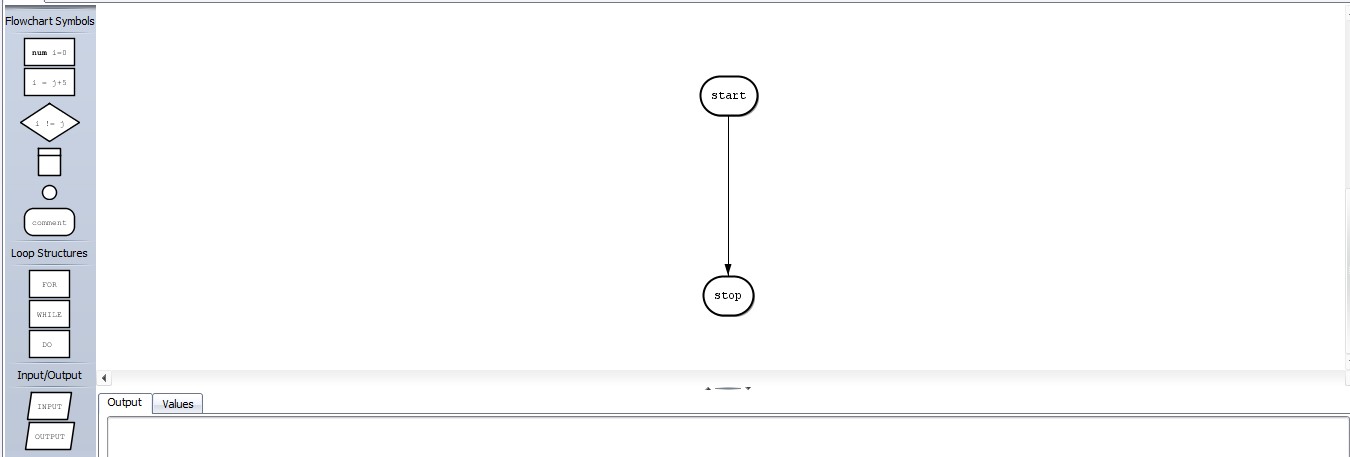 Flowchart Symbols
num i=0
i = j+5
i != j
comment
Loop Structures
FOR
WHILE
DO
Input/Output
INPUT
OUTPUT
start
stop
Output Values